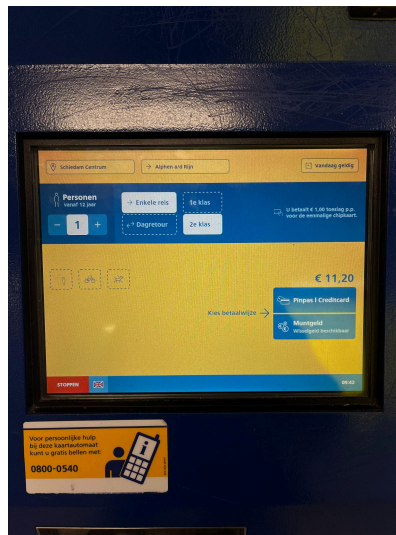 Schiedam Centrum
→ Alphen a/d Rijn
Vandaag geldig
Personen
vanaf 12 jaar
− 1 +
→ Enkele reis
1e klas
Dagretour
2e klas
U betaalt € 1,00 toeslag p.p.
voor de eenmalige chipkaart.
€ 11,20
Kies betaalwijze →
Pinpas I Creditcard
Muntgeld
Wisselgeld beschikbaar
STOPPEN
09:02
Voor persoonlijke hulp
bij deze kaartautomaat
kunt u gratis bellen met:
0800-0540